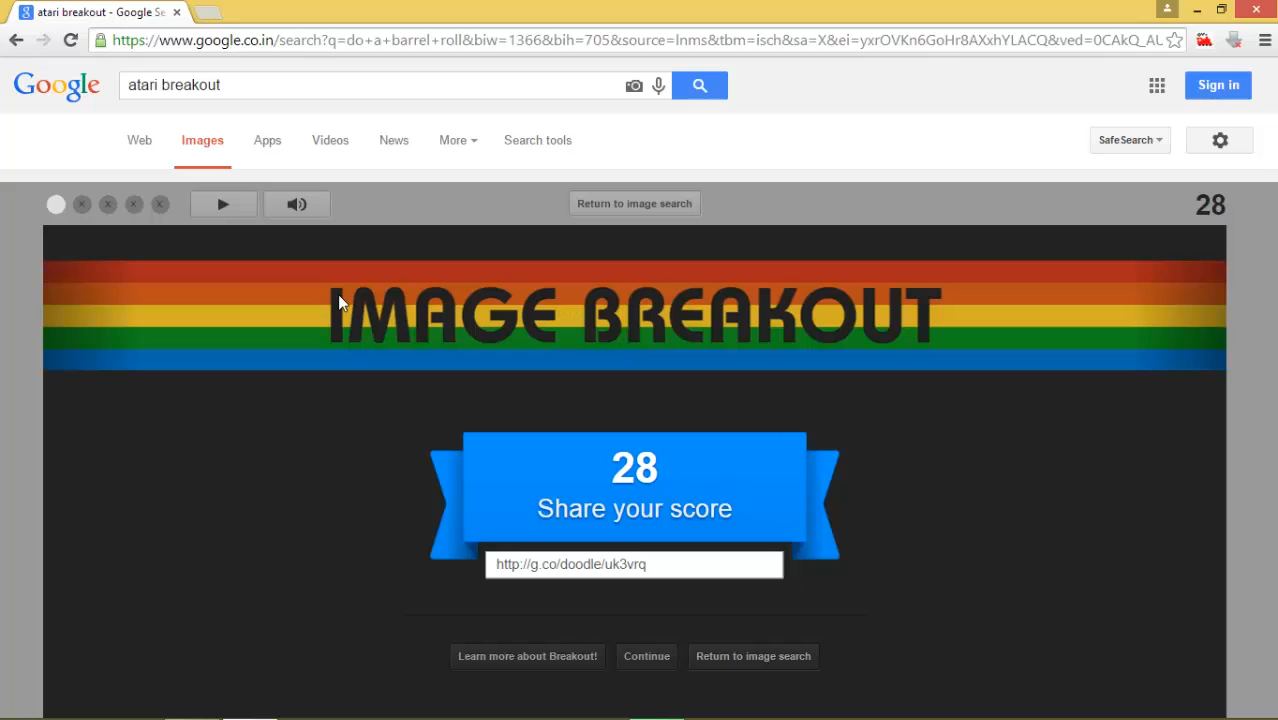 atari breakout - Google Se
https://www.google.co.in/search?q=do+a+barrel+roll&biw=1366&bih=705&source=lnms&tbm=isch&sa=X&ei=yxrOVKn6GoHr8AXxhYLACQ&ved=0CAkQ_AU
Google
atari breakout
Sign in
Web Images Apps Videos News More Search tools SafeSearch
Return to image search 28
IMAGE BREAKOUT
28
Share your score
http://g.co/doodle/uk3vrq
Learn more about Breakout! Continue Return to image search